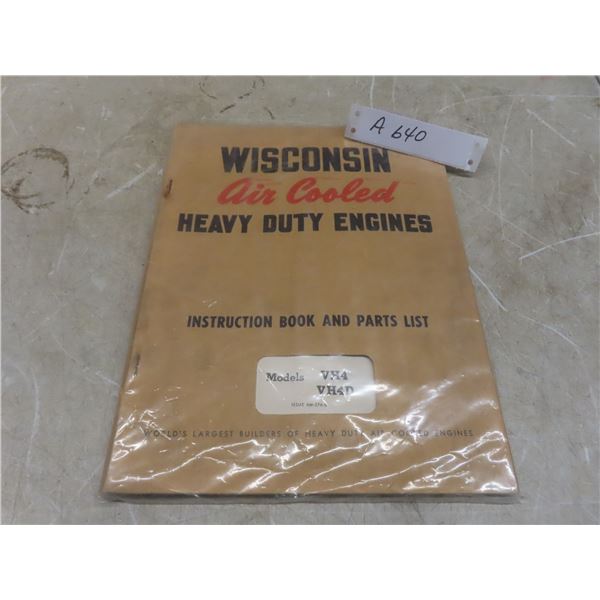 A 640
WISCONSIN
Air Cooled
HEAVY DUTY ENGINES
INSTRUCTION BOOK AND PARTS LIST
Models VH4
VH4D
ISSUE
WORLD'S LARGEST BUILDERS OF HEAVY DUTY AIR COOLED ENGINES